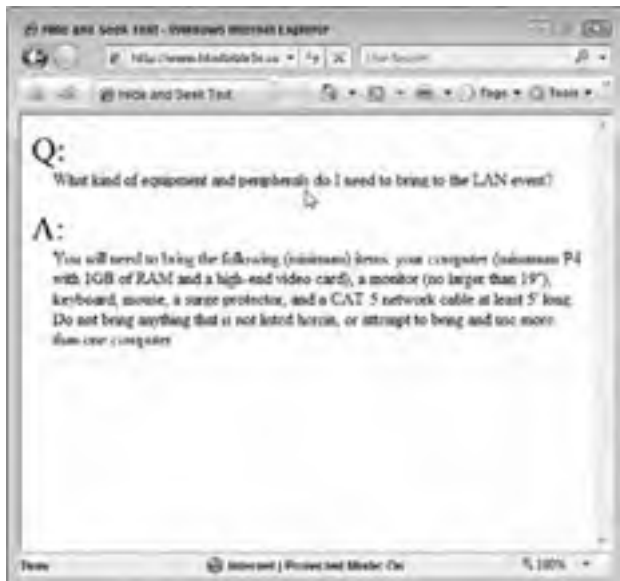 Hide and Seek Text - Windows Internet Explorer
Hide and Seek Text
Page
Tools
Q:
What kind of equipment and peripherals do I need to bring to the LAN event?
A:
You will need to bring the following (minimum) items: your computer (minimum P4
with 1GB of RAM and a high-end video card), a monitor (no larger than 19"),
keyboard, mouse, a surge protector, and a CAT 5 network cable at least 5' long.
Do not bring anything that is not listed herein, or attempt to bring and use more
than one computer
Done
Internet | Protected Mode: On
100%